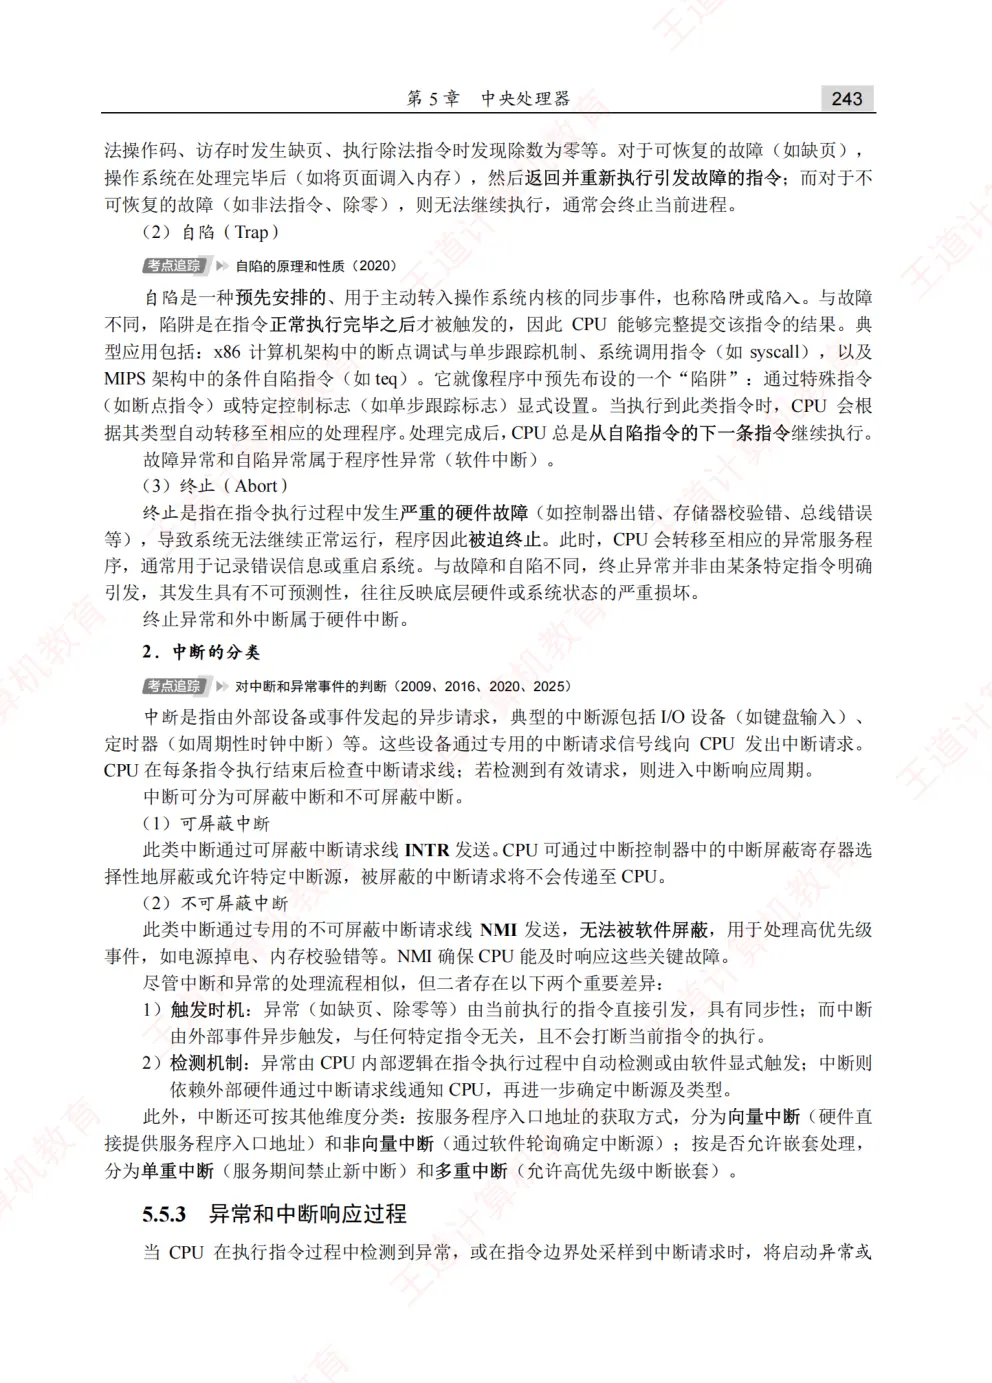 第 5 章 中央处理器 243
法操作码、访存时发生缺页、执行除法指令时发现除数为零等。对于可恢复的故障（如缺页），
操作系统在处理完毕后（如将页面调入内存），然后返回并重新执行引发故障的指令；而对于不
可恢复的故障（如非法指令、除零），则无法继续执行，通常会终止当前进程。
（2）自陷（Trap）
考点追踪 自陷的原理和性质（2020）
自陷是一种预先安排的、用于主动转入操作系统内核的同步事件，也称陷阱或陷入。与故障
不同，陷阱是在指令正常执行完毕之后才被触发的，因此 CPU 能够完整提交该指令的结果。典
型应用包括：x86 计算机架构中的断点调试与单步跟踪机制、系统调用指令（如 syscall），以及
MIPS 架构中的条件自陷指令（如 teq）。它就像程序中预先布设的一个“陷阱”：通过特殊指令
（如断点指令）或特定控制标志（如单步跟踪标志）显式设置。当执行到此类指令时，CPU 会根
据其类型自动转移至相应的处理程序。处理完成后，CPU 总是从自陷指令的下一条指令继续执行。
故障异常和自陷异常属于程序性异常（软件中断）。
（3）终止（Abort）
终止是指在指令执行过程中发生严重的硬件故障（如控制器出错、存储器校验错、总线错误
等），导致系统无法继续正常运行，程序因此被迫终止。此时，CPU 会转移至相应的异常服务程
序，通常用于记录错误信息或重启系统。与故障和自陷不同，终止异常并非由某条特定指令明确
引发，其发生具有不可预测性，往往反映底层硬件或系统状态的严重损坏。
终止异常和外中断属于硬件中断。
2．中断的分类
考点追踪 对中断和异常事件的判断（2009、2016、2020、2025）
中断是指由外部设备或事件发起的异步请求，典型的中断源包括 I/O 设备（如键盘输入）、
定时器（如周期性时钟中断）等。这些设备通过专用的中断请求信号线向 CPU 发出中断请求。
CPU 在每条指令执行结束后检查中断请求线；若检测到有效请求，则进入中断响应周期。
中断可分为可屏蔽中断和不可屏蔽中断。
（1）可屏蔽中断
此类中断通过可屏蔽中断请求线 INTR 发送。CPU 可通过中断控制器中的中断屏蔽寄存器选
择性地屏蔽或允许特定中断源，被屏蔽的中断请求将不会传递至 CPU。
（2）不可屏蔽中断
此类中断通过专用的不可屏蔽中断请求线 NMI 发送，无法被软件屏蔽，用于处理高优先级
事件，如电源掉电、内存校验错等。NMI 确保 CPU 能及时响应这些关键故障。
尽管中断和异常的处理流程相似，但二者存在以下两个重要差异：
1）触发时机：异常（如缺页、除零等）由当前执行的指令直接引发，具有同步性；而中断
由外部事件异步触发，与任何特定指令无关，且不会打断当前指令的执行。
2）检测机制：异常由 CPU 内部逻辑在指令执行过程中自动检测或由软件显式触发；中断则
依赖外部硬件通过中断请求线通知 CPU，再进一步确定中断源及类型。
此外，中断还可按其他维度分类：按服务程序入口地址的获取方式，分为向量中断（硬件直
接提供服务程序入口地址）和非向量中断（通过软件轮询确定中断源）；按是否允许嵌套处理，
分为单重中断（服务期间禁止新中断）和多重中断（允许高优先级中断嵌套）。
5.5.3 异常和中断响应过程
当 CPU 在执行指令过程中检测到异常，或在指令边界处采样到中断请求时，将启动异常或